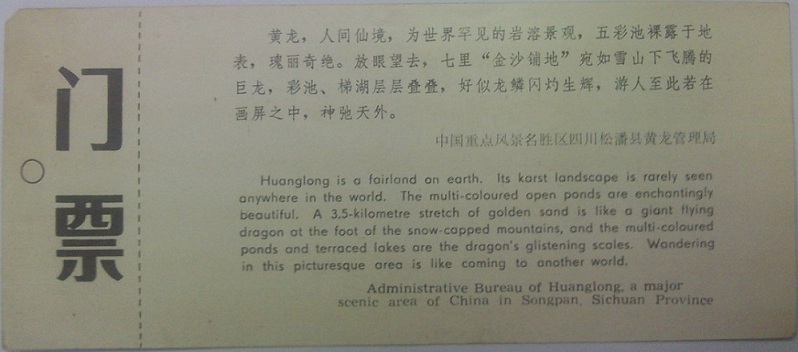 门票
黄龙，人间仙境，为世界罕见的岩溶景观，五彩池裸露于地
表，瑰丽奇绝。放眼望去，七里“金沙铺地”宛如雪山下飞腾的
巨龙，彩池、梯湖层层叠叠，好似龙鳞闪灼生辉，游人至此若在
画屏之中，神弛天外。
中国重点风景名胜区四川松潘县黄龙管理局
Huanglong is a fairland on earth. Its karst landscape is rarely seen
anywhere in the world. The multi-coloured open ponds are enchantingly
beautiful. A 3.5-kilometre stretch of golden sand is like a giant flying
dragon at the foot of the snow-capped mountains, and the multi-coloured
ponds and terraced lakes are the dragon's glistening scales. Wandering
in this picturesque area is like coming to another world.
Administrative Bureau of Huanglong, a major
scenic area of China in Songpan, Sichuan Province